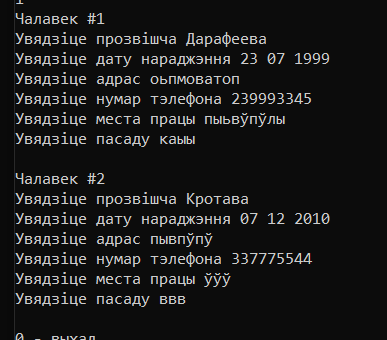 Чалавек #1
Увядзіце прозвішча Дарафеева
Увядзіце дату нараджэння 23 07 1999
Увядзіце адрас оьпмоватоп
Увядзіце нумар тэлефона 239993345
Увядзіце места працы пыьвўпўлы
Увядзіце пасаду каыы
Чалавек #2
Увядзіце прозвішча Кротава
Увядзіце дату нараджэння 07 12 2010
Увядзіце адрас пывпўпў
Увядзіце нумар тэлефона 337775544
Увядзіце места працы ўўў
Увядзіце пасаду ввв
0 - выхад